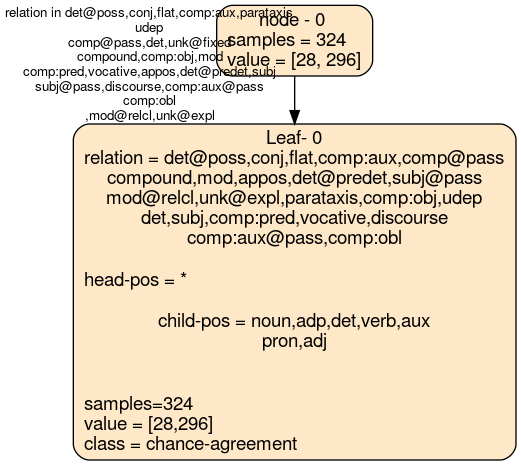 relation in det@poss,conj,flat,comp:aux,parataxis
udep
comp@pass,det,unk@fixed
compound,comp:obj,mod
comp:pred,vocative,appos,det@predet,subj
subj@pass,discourse,comp:aux@pass
comp:obl
,mod@relcl,unk@expl
node - 0
samples = 324
value = [28, 296]
Leaf- 0
relation = det@poss,conj,flat,comp:aux,comp@pass
compound,mod,appos,det@predet,subj@pass
mod@relcl,unk@expl,parataxis,comp:obj,udep
det,subj,comp:pred,vocative,discourse
comp:aux@pass,comp:obl
head-pos = *
child-pos = noun,adp,det,verb,aux
pron,adj
samples=324
value = [28,296]
class = chance-agreement